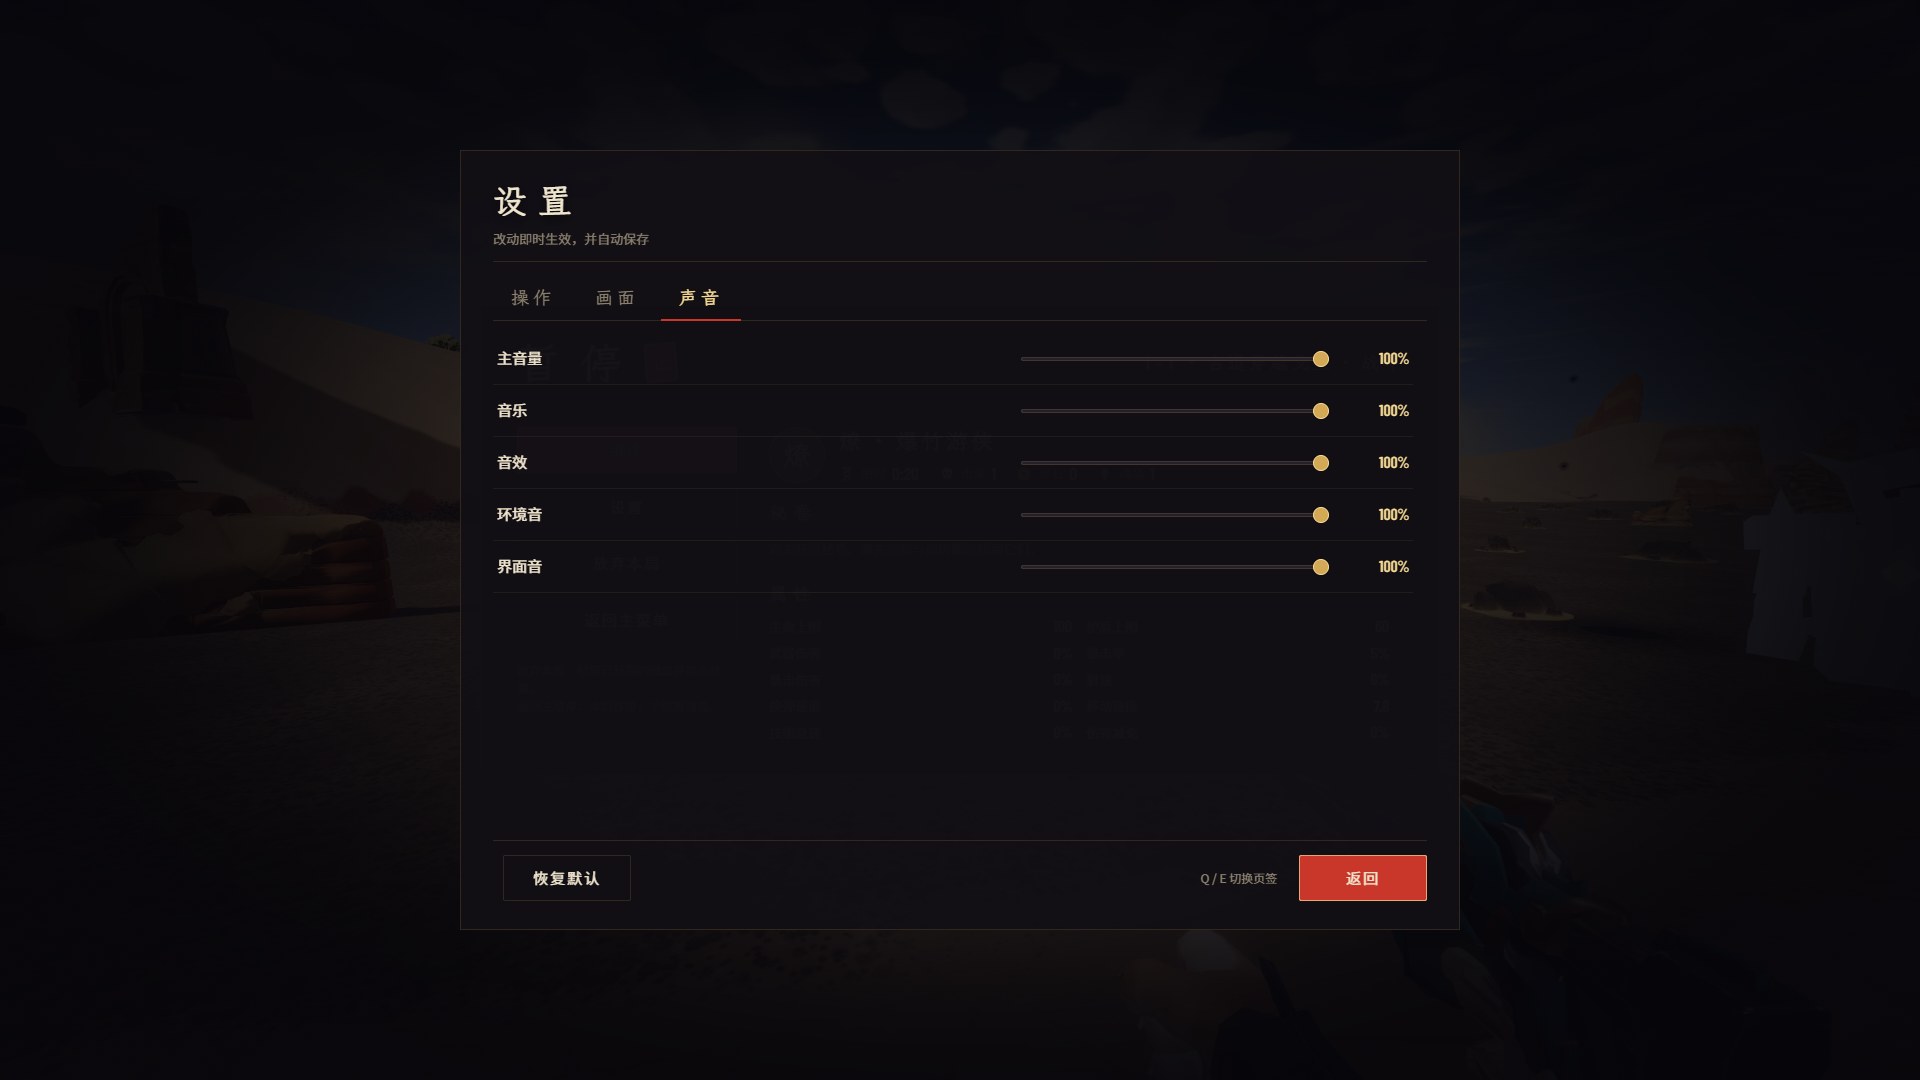 设置
改动即时生效，并自动保存
操作 画面 声音
主音量 100%
音乐 100%
音效 100%
环境音 100%
界面音 100%
恢复默认 Q / E 切换页签 返回